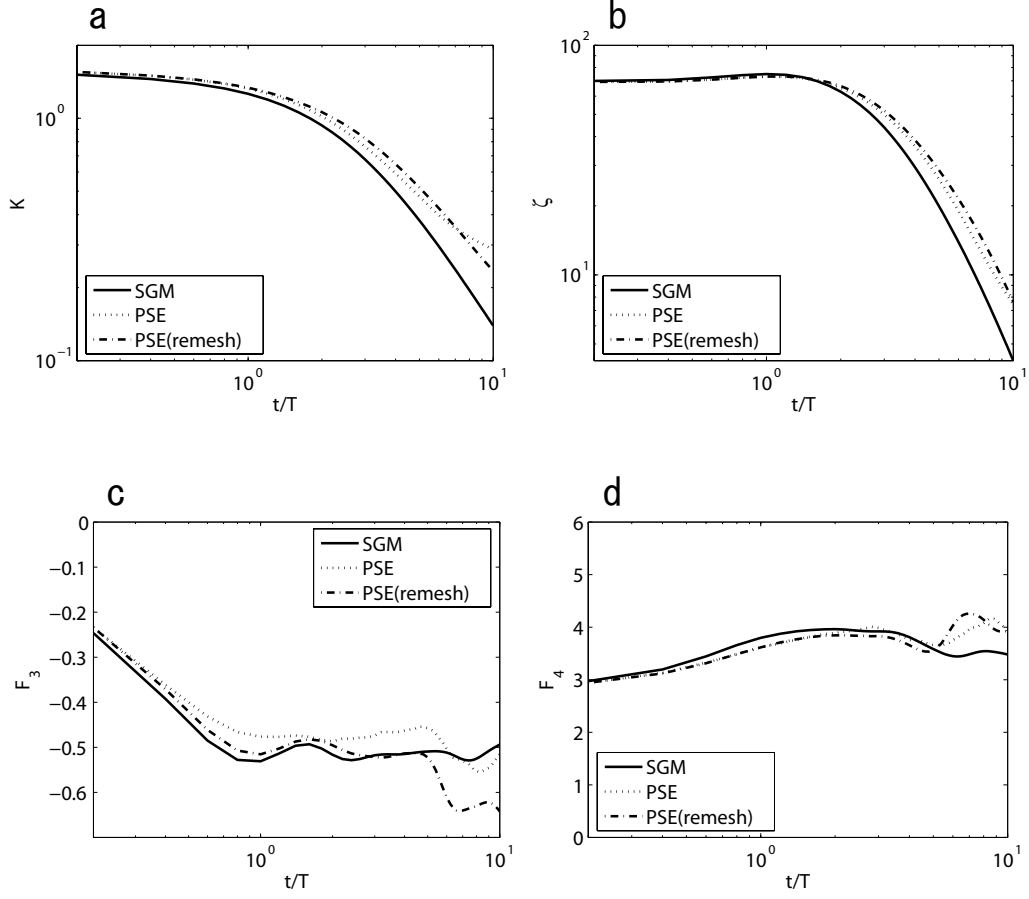 a
K
10^0
10^-1
SGM
PSE
PSE(remesh)
10^0
10^1
t/T
b
ζ
10^2
10^1
SGM
PSE
PSE(remesh)
10^0
10^1
t/T
c
F_3
0
−0.1
−0.2
−0.3
−0.4
−0.5
−0.6
SGM
PSE
PSE(remesh)
10^0
10^1
t/T
d
F_4
6
5
4
3
2
1
0
SGM
PSE
PSE(remesh)
10^0
10^1
t/T